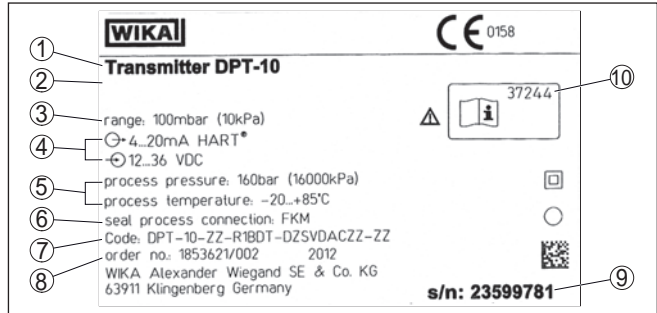 WIKA
CE 0158
1 Transmitter DPT-10
2
10
37244
i
3 range: 100mbar (10kPa)
4 4...20mA HART®
12...36 VDC
5 process pressure: 160bar (16000kPa)
process temperature: -20...+85°C
6 seal process connection: FKM
7 Code: DPT-10-ZZ-R1BDT-DZSVDACZZ-ZZ
8 order no.: 1853621/002 2012
WIKA Alexander Wiegand SE & Co. KG
63911 Klingenberg Germany
9
s/n: 23599781